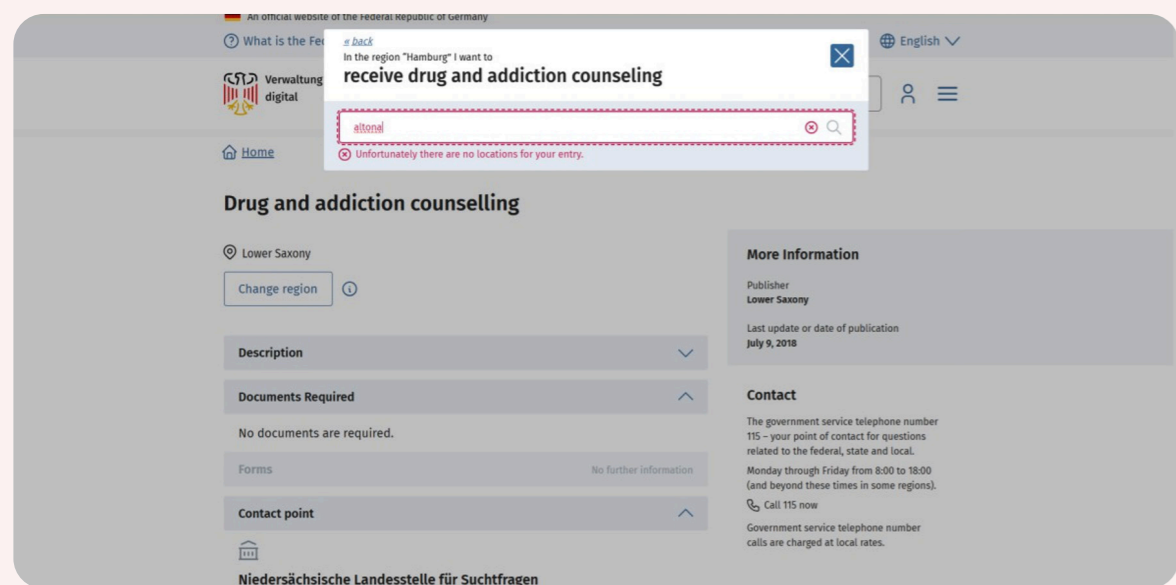 An official website of the Federal Republic of Germany
What is the Fed
English
« back
In the region "Hamburg" I want to
receive drug and addiction counseling
Verwaltung
digital
altona
Unfortunately there are no locations for your entry.
Home
Drug and addiction counselling
Lower Saxony
Change region
Description
Documents Required
No documents are required.
Forms
No further information
Contact point
Niedersächsische Landesstelle für Suchtfragen
More Information
Publisher
Lower Saxony
Last update or date of publication
July 9, 2018
Contact
The government service telephone number
115 – your point of contact for questions
related to the federal, state and local.
Monday through Friday from 8:00 to 18:00
(and beyond these times in some regions).
Call 115 now
Government service telephone number
calls are charged at local rates.